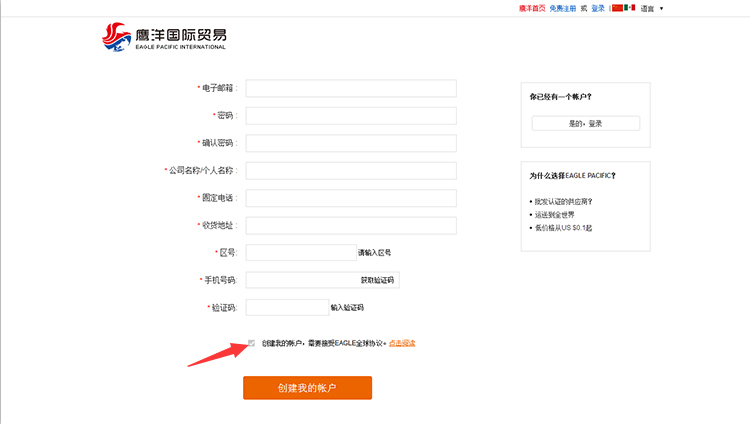 鹰洋首页 免费注册 或 登录 | 语言 ▼
鹰洋国际贸易
EAGLE PACIFIC INTERNATIONAL
* 电子邮箱 :
* 密码 :
* 确认密码 :
* 公司名称/个人名称 :
* 固定电话 :
* 收货地址 :
* 区号: 请输入区号
* 手机号码: 获取验证码
* 验证码: 输入验证码
创建我的帐户，需要接受EAGLE全球协议。点击阅读
创建我的帐户
你已经有一个帐户?
是的，登录
为什么选择EAGLE PACIFIC?
• 批发认证的供应商?
• 运送到全世界
• 低价格从US $0.1起